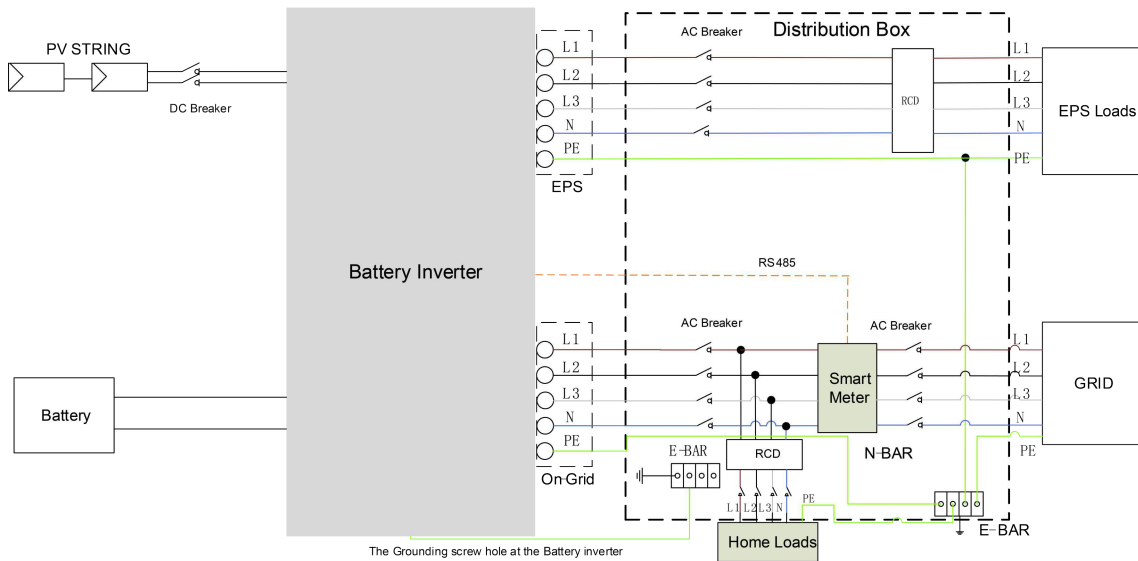 PV STRING
DC Breaker
Battery Inverter
Battery
L1
L2
L3
N
PE
EPS
AC Breaker
Distribution Box
RCD
L1
L2
L3
N
PE
EPS Loads
RS485
L1
L2
L3
N
PE
On-Grid
AC Breaker
AC Breaker
Smart
Meter
N-BAR
L1
L2
L3
N
PE
GRID
E-BAR
RCD
L1
L2
L3
N
PE
Home Loads
E-BAR
The Grounding screw hole at the Battery inverter